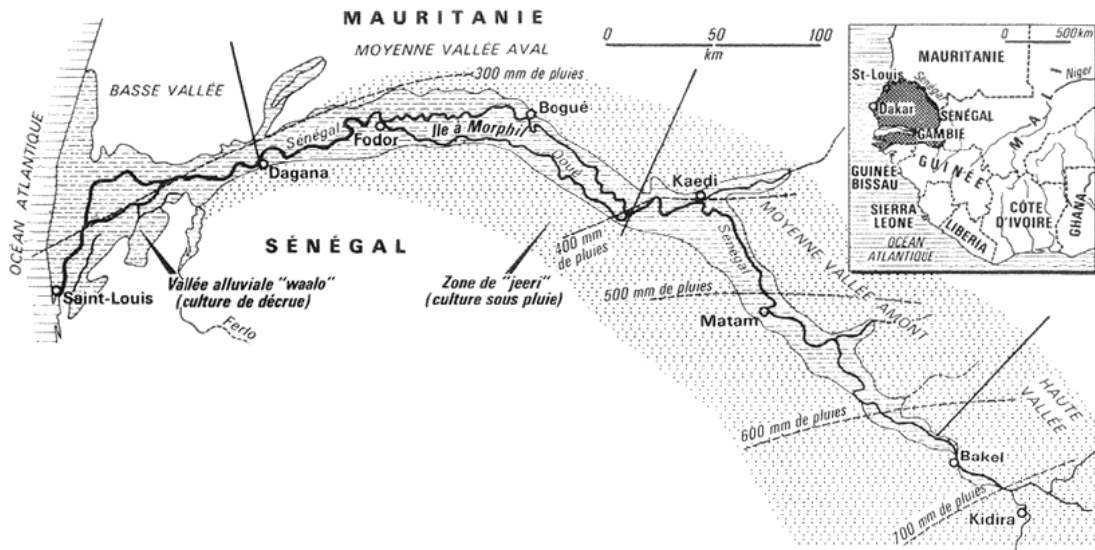 MAURITANIE
MOYENNE VALLÉE AVAL
0 50 100
km
BASSE VALLÉE
300 mm de pluies
OCÉAN ATLANTIQUE
Sénégal
Fodor
Ile à Morphil
Bogué
Doué
Dagana
Kaedi
400 mm
de pluies
SÉNÉGAL
Saint-Louis
Vallée alluviale "waalo"
(culture de décrue)
Ferlo
Zone de "jeeri"
(culture sous pluie)
Sénégal
MOYENNE VALLÉE AMONT
500 mm de pluies
Matam
600 mm de pluies
HAUTE
VALLÉE
Bakel
700 mm de pluies
Kidira
0 500km
MAURITANIE
St-Louis
Sénégal
Niger
Dakar
SÉNÉGAL
GAMBIE
MALI
GUINÉE
BISSAU
GUINÉE
SIERRA
LEONE
LIBERIA
CÔTE
D'IVOIRE
GHANA
OCÉAN
ATLANTIQUE